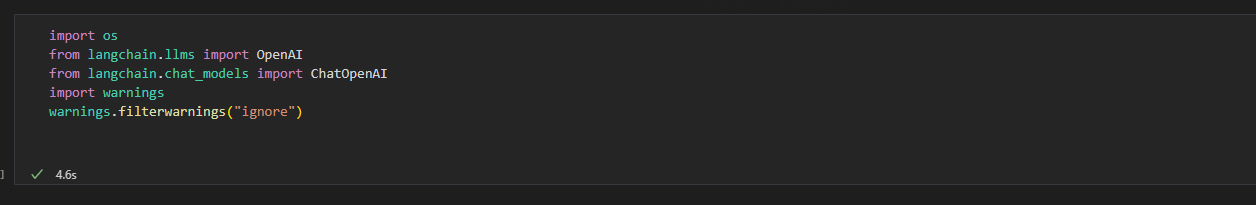 import os
from langchain.llms import OpenAI
from langchain.chat_models import ChatOpenAI
import warnings
warnings.filterwarnings("ignore")
] ✓ 4.6s